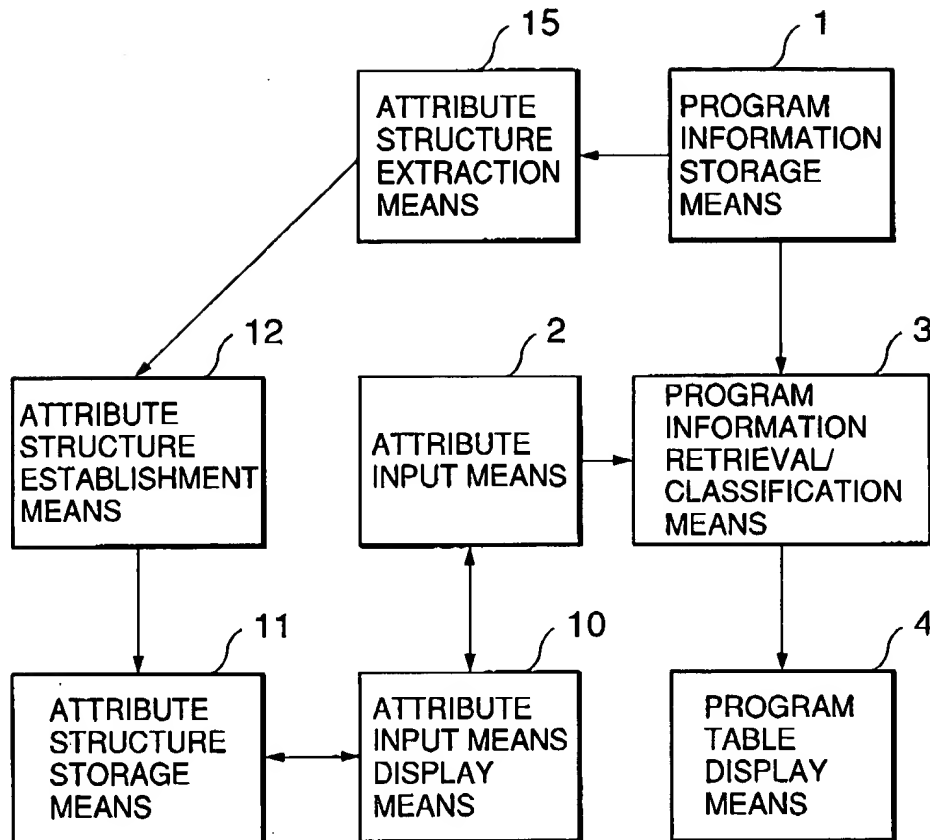 15
ATTRIBUTE
STRUCTURE
EXTRACTION
MEANS
1
PROGRAM
INFORMATION
STORAGE
MEANS
12
ATTRIBUTE
STRUCTURE
ESTABLISHMENT
MEANS
2
ATTRIBUTE
INPUT MEANS
3
PROGRAM
INFORMATION
RETRIEVAL/
CLASSIFICATION
MEANS
11
ATTRIBUTE
STRUCTURE
STORAGE
MEANS
10
ATTRIBUTE
INPUT MEANS
DISPLAY
MEANS
4
PROGRAM
TABLE
DISPLAY
MEANS